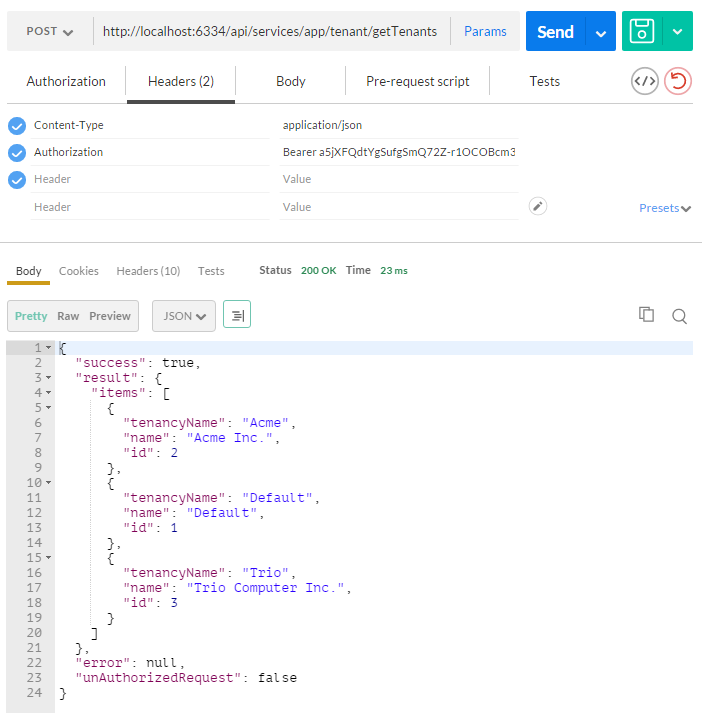 POST http://localhost:6334/api/services/app/tenant/getTenants Params Send
Authorization Headers (2) Body Pre-request script Tests
Content-Type application/json
Authorization Bearer a5jXFQdtYgSufgSmQ72Z-r1OCOBcm3
Header Value
Header Value Presets
Body Cookies Headers (10) Tests Status 200 OK Time 23 ms
Pretty Raw Preview JSON
1 {
2 "success": true,
3 "result": {
4 "items": [
5 {
6 "tenancyName": "Acme",
7 "name": "Acme Inc.",
8 "id": 2
9 },
10 {
11 "tenancyName": "Default",
12 "name": "Default",
13 "id": 1
14 },
15 {
16 "tenancyName": "Trio",
17 "name": "Trio Computer Inc.",
18 "id": 3
19 }
20 ]
21 },
22 "error": null,
23 "unAuthorizedRequest": false
24 }